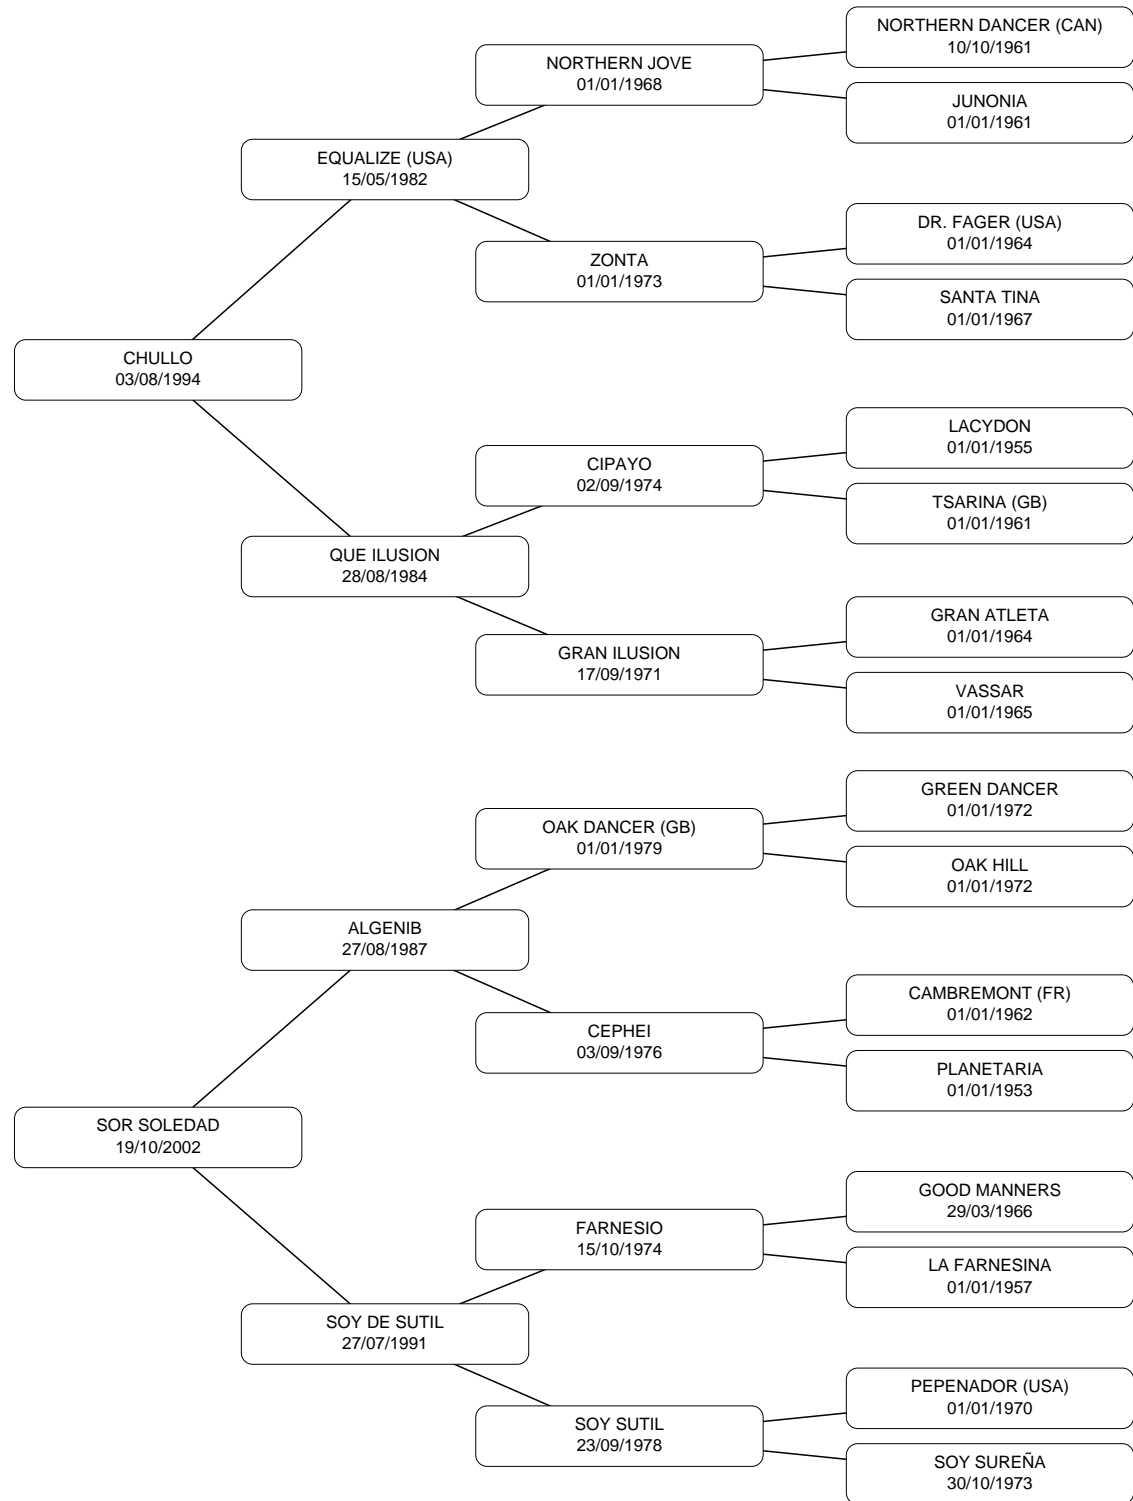 NORTHERN DANCER (CAN)
10/10/1961
NORTHERN JOVE
01/01/1968
JUNONIA
01/01/1961
EQUALIZE (USA)
15/05/1982
DR. FAGER (USA)
01/01/1964
ZONTA
01/01/1973
SANTA TINA
01/01/1967
CHULLO
03/08/1994
LACYDON
01/01/1955
CIPAYO
02/09/1974
TSARINA (GB)
01/01/1961
QUE ILUSION
28/08/1984
GRAN ATLETA
01/01/1964
GRAN ILUSION
17/09/1971
VASSAR
01/01/1965
GREEN DANCER
01/01/1972
OAK DANCER (GB)
01/01/1979
OAK HILL
01/01/1972
ALGENIB
27/08/1987
CAMBREMONT (FR)
01/01/1962
CEPHEI
03/09/1976
PLANETARIA
01/01/1953
SOR SOLEDAD
19/10/2002
GOOD MANNERS
29/03/1966
FARNESIO
15/10/1974
LA FARNESINA
01/01/1957
SOY DE SUTIL
27/07/1991
PEPENADOR (USA)
01/01/1970
SOY SUTIL
23/09/1978
SOY SUREÑA
30/10/1973